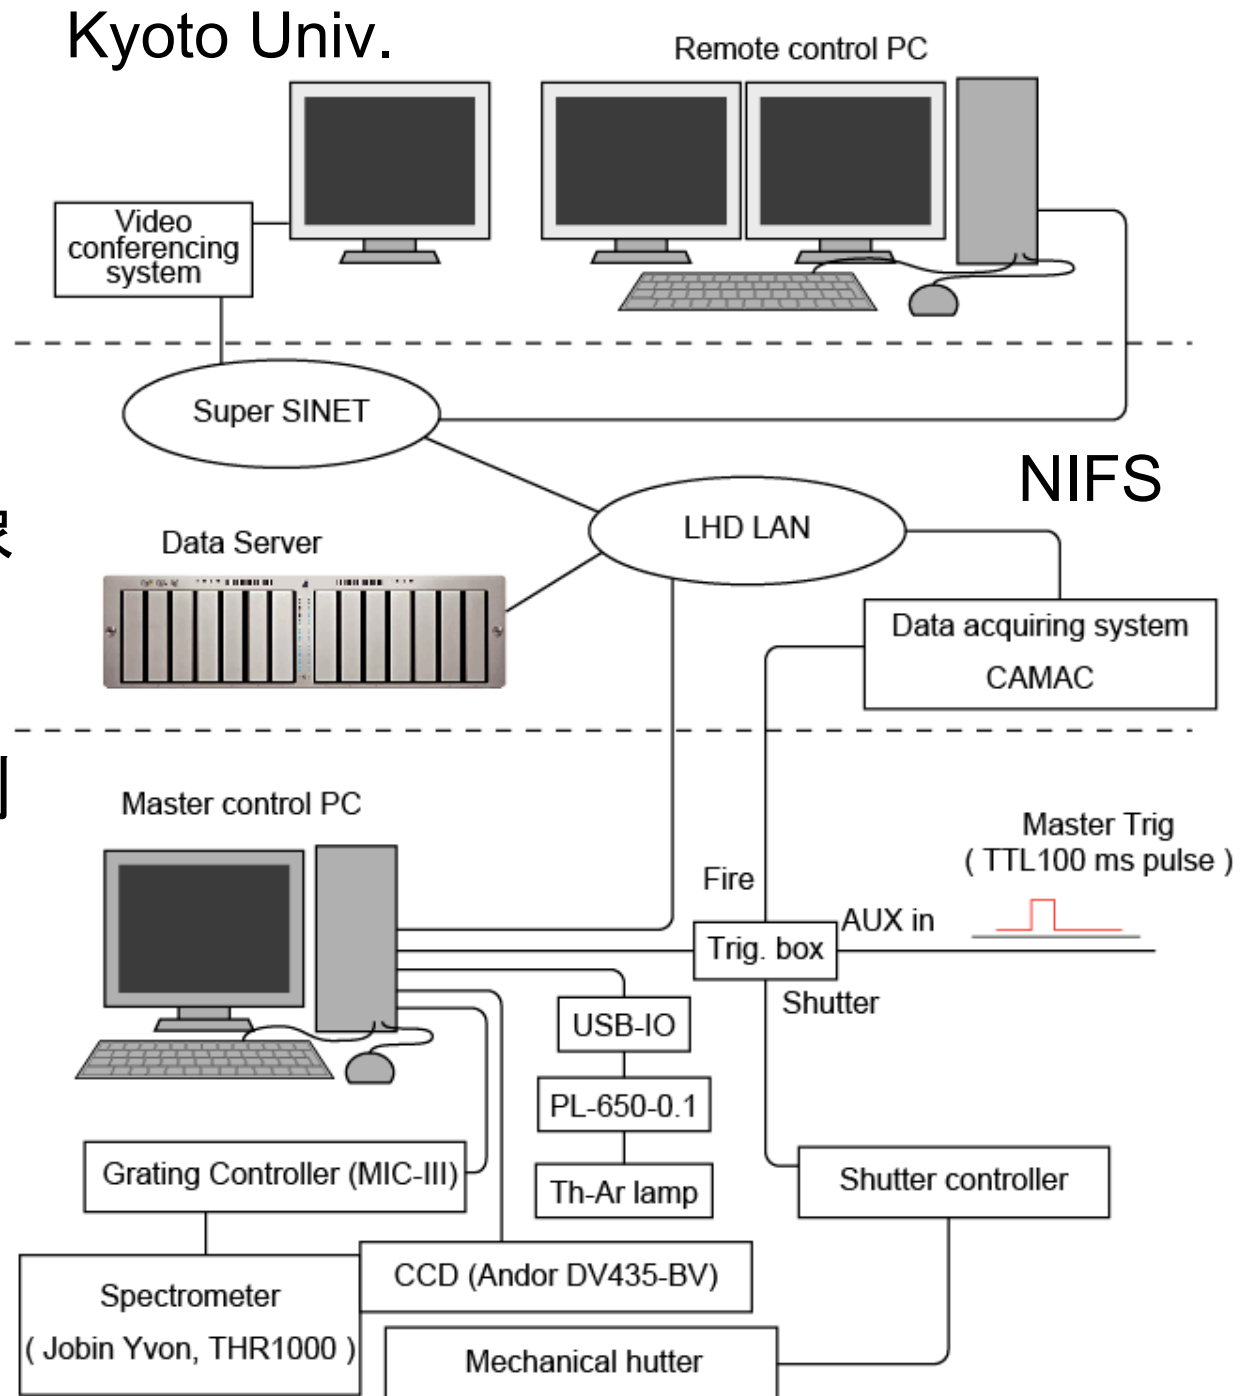 Kyoto Univ.
Remote control PC
Video
conferencing
system
Super SINET
NIFS
LHD LAN
Data Server
Data acquiring system
CAMAC
Master control PC
Master Trig
( TTL100 ms pulse )
Fire
AUX in
Trig. box
Shutter
USB-IO
PL-650-0.1
Grating Controller (MIC-III)
Th-Ar lamp
Shutter controller
CCD (Andor DV435-BV)
Spectrometer
( Jobin Yvon, THR1000 )
Mechanical hutter